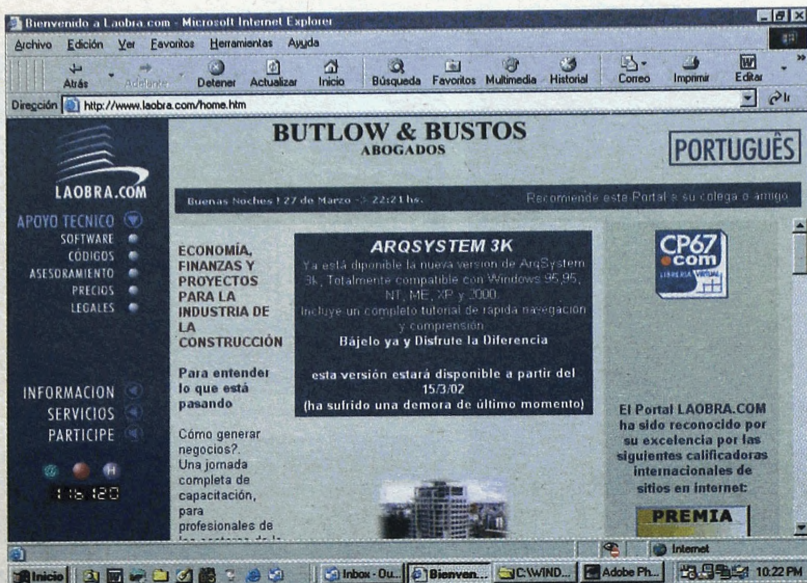 Bienvenido a Laobra.com - Microsoft Internet Explorer
Archivo Edición Ver Favoritos Herramientas Ayuda
Atrás Adelante Detener Actualizar Inicio Búsqueda Favoritos Multimedia Historial Correo Imprimir Editar
Dirección http://www.laobra.com/home.htm Ir
BUTLOW & BUSTOS
ABOGADOS
PORTUGUÊS
LAOBRA.COM
Buenas Noches ! 27 de Marzo -> 22:21 hs.
Recomiende este Portal a su colega o amigo
APOYO TECNICO
SOFTWARE
CÓDIGOS
ASESORAMIENTO
PRECIOS
LEGALES
INFORMACION
SERVICIOS
PARTICIPE
H
116120
ECONOMÍA,
FINANZAS Y
PROYECTOS
PARA LA
INDUSTRIA DE
LA
CONSTRUCCIÓN
Para entender
lo que está
pasando
Cómo generar
negocios?.
Una jornada
completa de
capacitación,
para
profesionales de
ARQSYSTEM 3K
Ya está diponible la nueva version de ArqSystem
3k, Totalmente compatible con Windows 95,95,
NT, ME, XP y 2000.
Incluye un completo tutorial de rapida navegación
y comprensión
Bájelo ya y Disfrute la Diferencia
esta versión estará disponible a partir del
15/3/02
(ha sufrido una demora de último momento)
CP67
.com
LIBRERIA VIRTUAL
El Portal LAOBRA.COM
ha sido reconocido por
su excelencia por las
siguientes calificadoras
internacionales de
sitios en internet:
PREMIA
Internet
Inicio Inbox - Ou... Bienven... C:\WIND... Adobe Ph... 10:22 PM